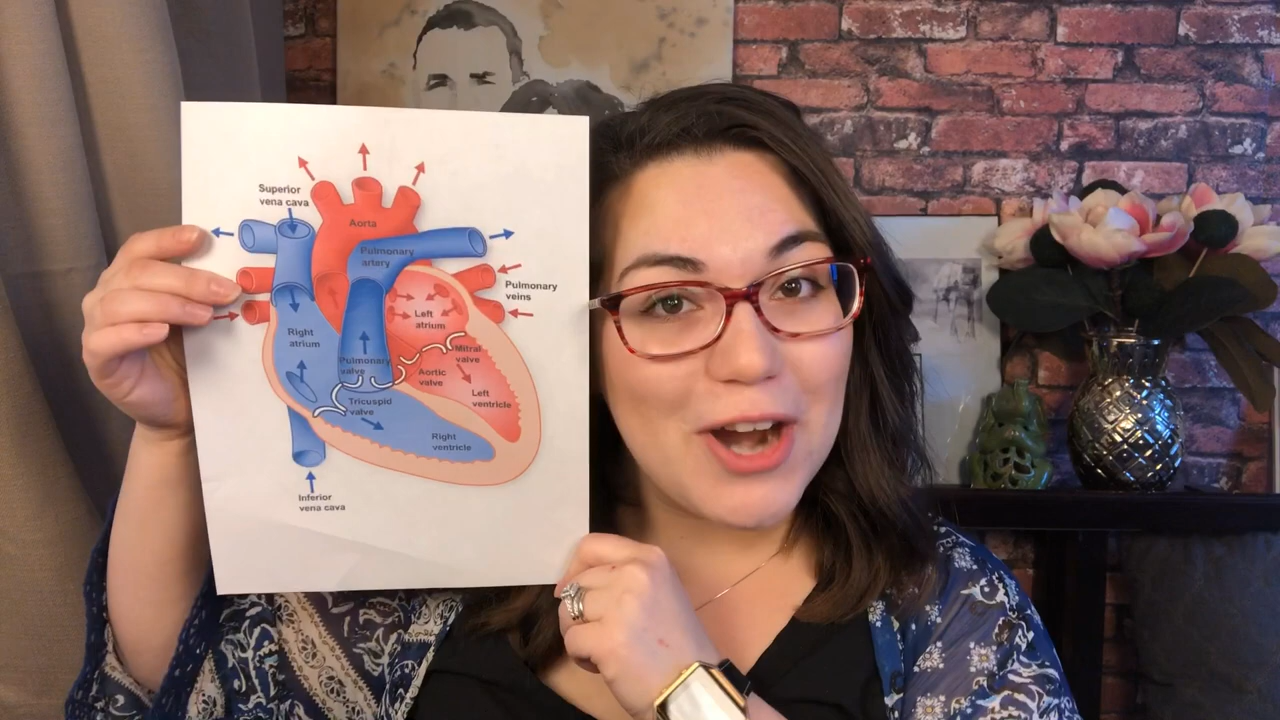 Superior
vena cava
Aorta
Pulmonary
artery
Pulmonary
veins
Left
atrium
Right
atrium
Mitral
valve
Pulmonary
valve
Aortic
valve
Left
ventricle
Tricuspid
valve
Right
ventricle
Inferior
vena cava